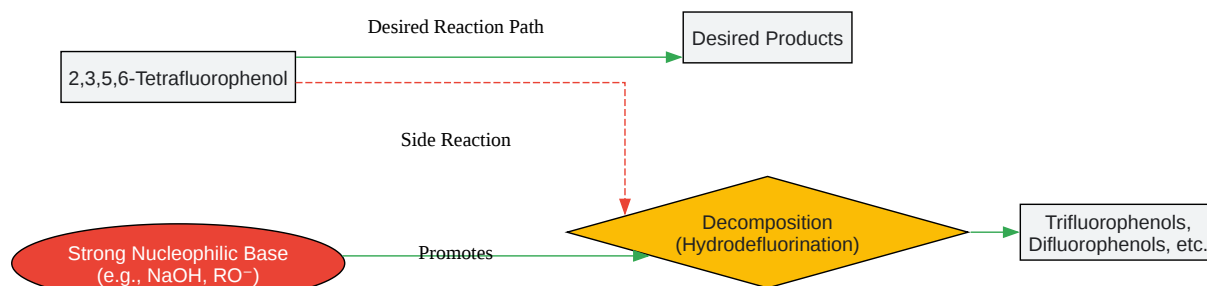 Desired Reaction Path
Desired Products
2,3,5,6-Tetrafluorophenol
Side Reaction
Decomposition
(Hydrodefluorination)
Trifluorophenols,
Difluorophenols, etc.
Strong Nucleophilic Base
(e.g., NaOH, RO⁻)
Promotes